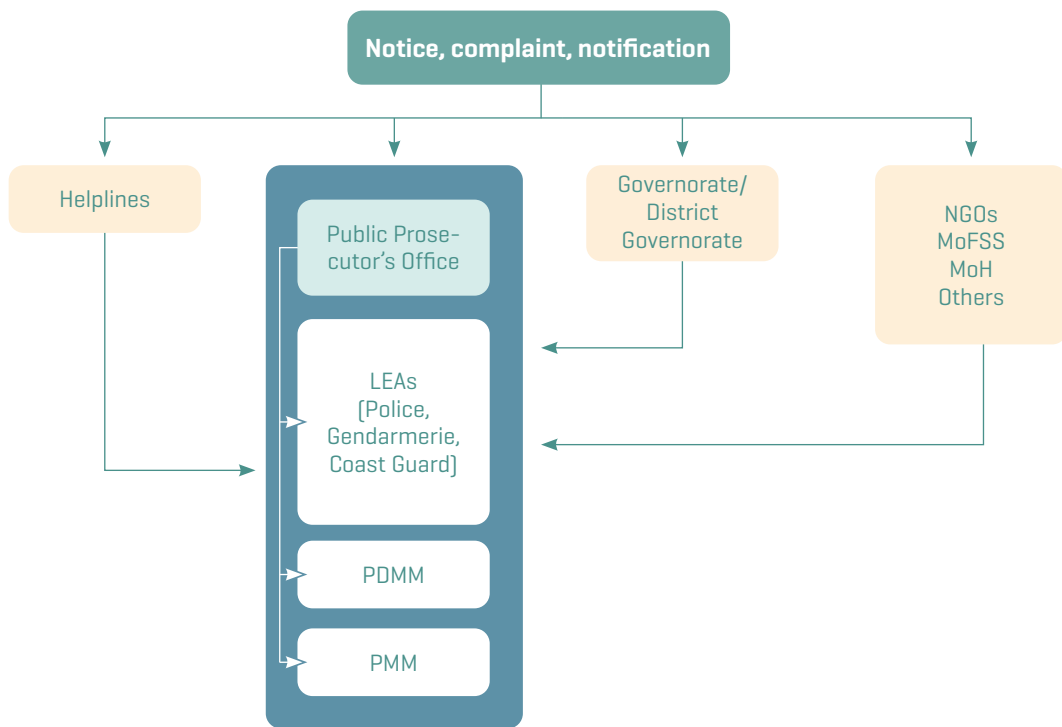 Notice, complaint, notification
Helplines
Public Prose-
cutor's Office
LEAs
(Police,
Gendarmerie,
Coast Guard)
PDMM
PMM
Governorate/
District
Governorate
NGOs
MoFSS
MoH
Others